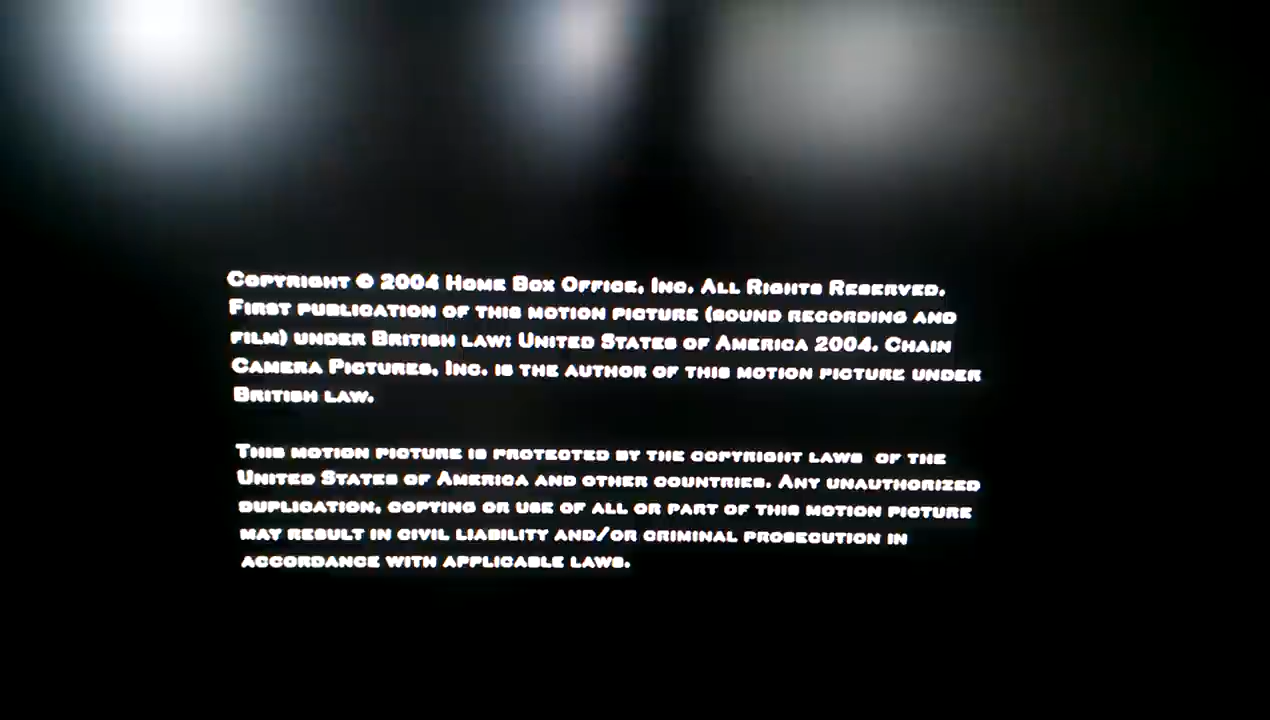 Copyright © 2004 Home Box Office, Inc. All Rights Reserved.
First publication of this motion picture (sound recording and
film) under British law: United States of America 2004. Chain
Camera Pictures, Inc. is the author of this motion picture under
British law.
This motion picture is protected by the copyright laws of the
United States of America and other countries. Any unauthorized
duplication, copying or use of all or part of this motion picture
may result in civil liability and/or criminal prosecution in
accordance with applicable laws.